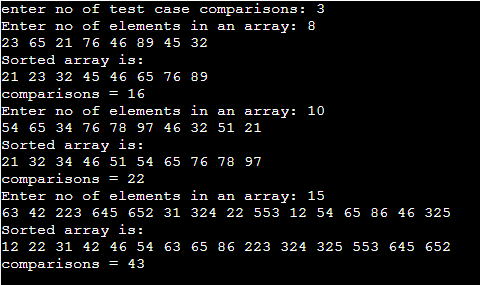 enter no of test case comparisons: 3
Enter no of elements in an array: 8
23 65 21 76 46 89 45 32
Sorted array is:
21 23 32 45 46 65 76 89
comparisons = 16
Enter no of elements in an array: 10
54 65 34 76 78 97 46 32 51 21
Sorted array is:
21 32 34 46 51 54 65 76 78 97
comparisons = 22
Enter no of elements in an array: 15
63 42 223 645 652 31 324 22 553 12 54 65 86 46 325
Sorted array is:
12 22 31 42 46 54 63 65 86 223 324 325 553 645 652
comparisons = 43